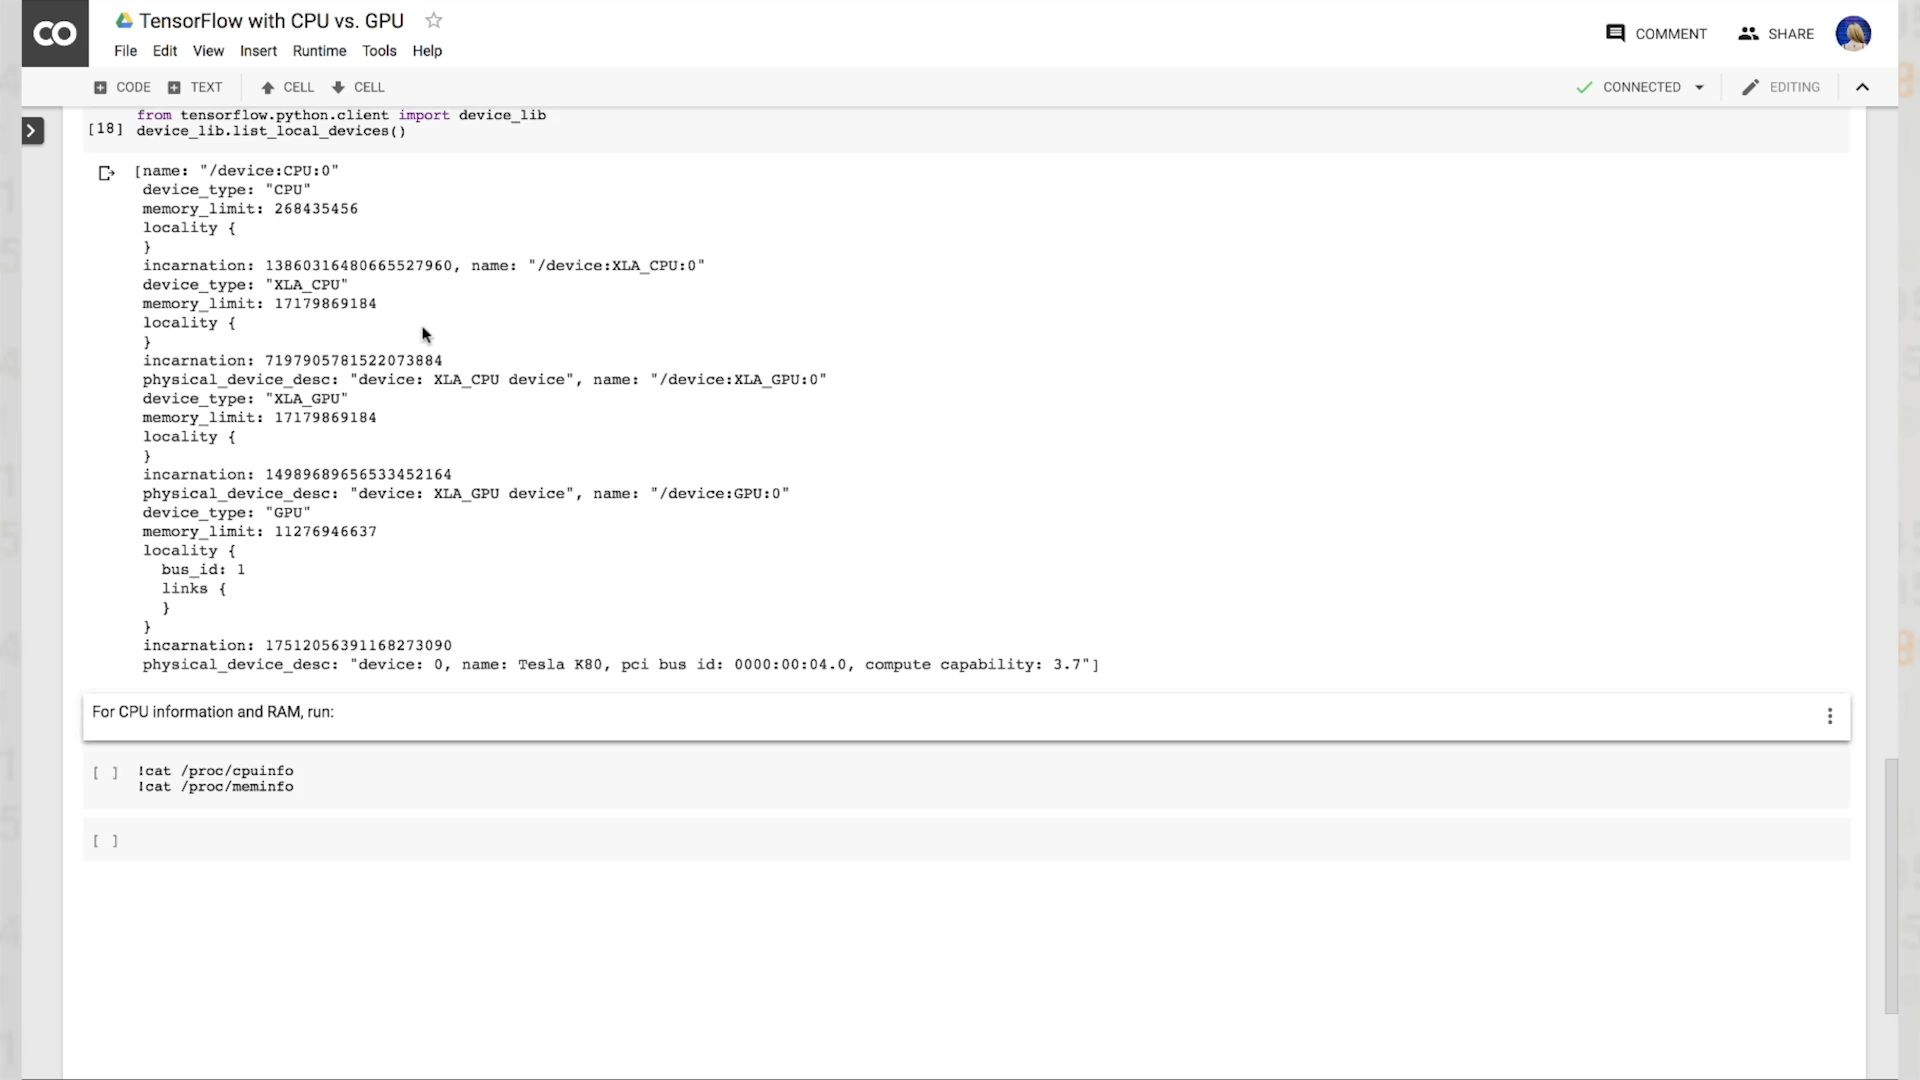 CO
TensorFlow with CPU vs. GPU
File Edit View Insert Runtime Tools Help
COMMENT SHARE
CODE TEXT CELL CELL
CONNECTED EDITING
from tensorflow.python.client import device_lib
[18] device_lib.list_local_devices()
[name: "/device:CPU:0"
device_type: "CPU"
memory_limit: 268435456
locality {
}
incarnation: 13860316480665527960, name: "/device:XLA_CPU:0"
device_type: "XLA_CPU"
memory_limit: 17179869184
locality {
}
incarnation: 7197905781522073884
physical_device_desc: "device: XLA_CPU device", name: "/device:XLA_GPU:0"
device_type: "XLA_GPU"
memory_limit: 17179869184
locality {
}
incarnation: 14989689656533452164
physical_device_desc: "device: XLA_GPU device", name: "/device:GPU:0"
device_type: "GPU"
memory_limit: 11276946637
locality {
bus_id: 1
links {
}
}
incarnation: 17512056391168273090
physical_device_desc: "device: 0, name: Tesla K80, pci bus id: 0000:00:04.0, compute capability: 3.7"]
For CPU information and RAM, run:
[ ] !cat /proc/cpuinfo
!cat /proc/meminfo
[ ]